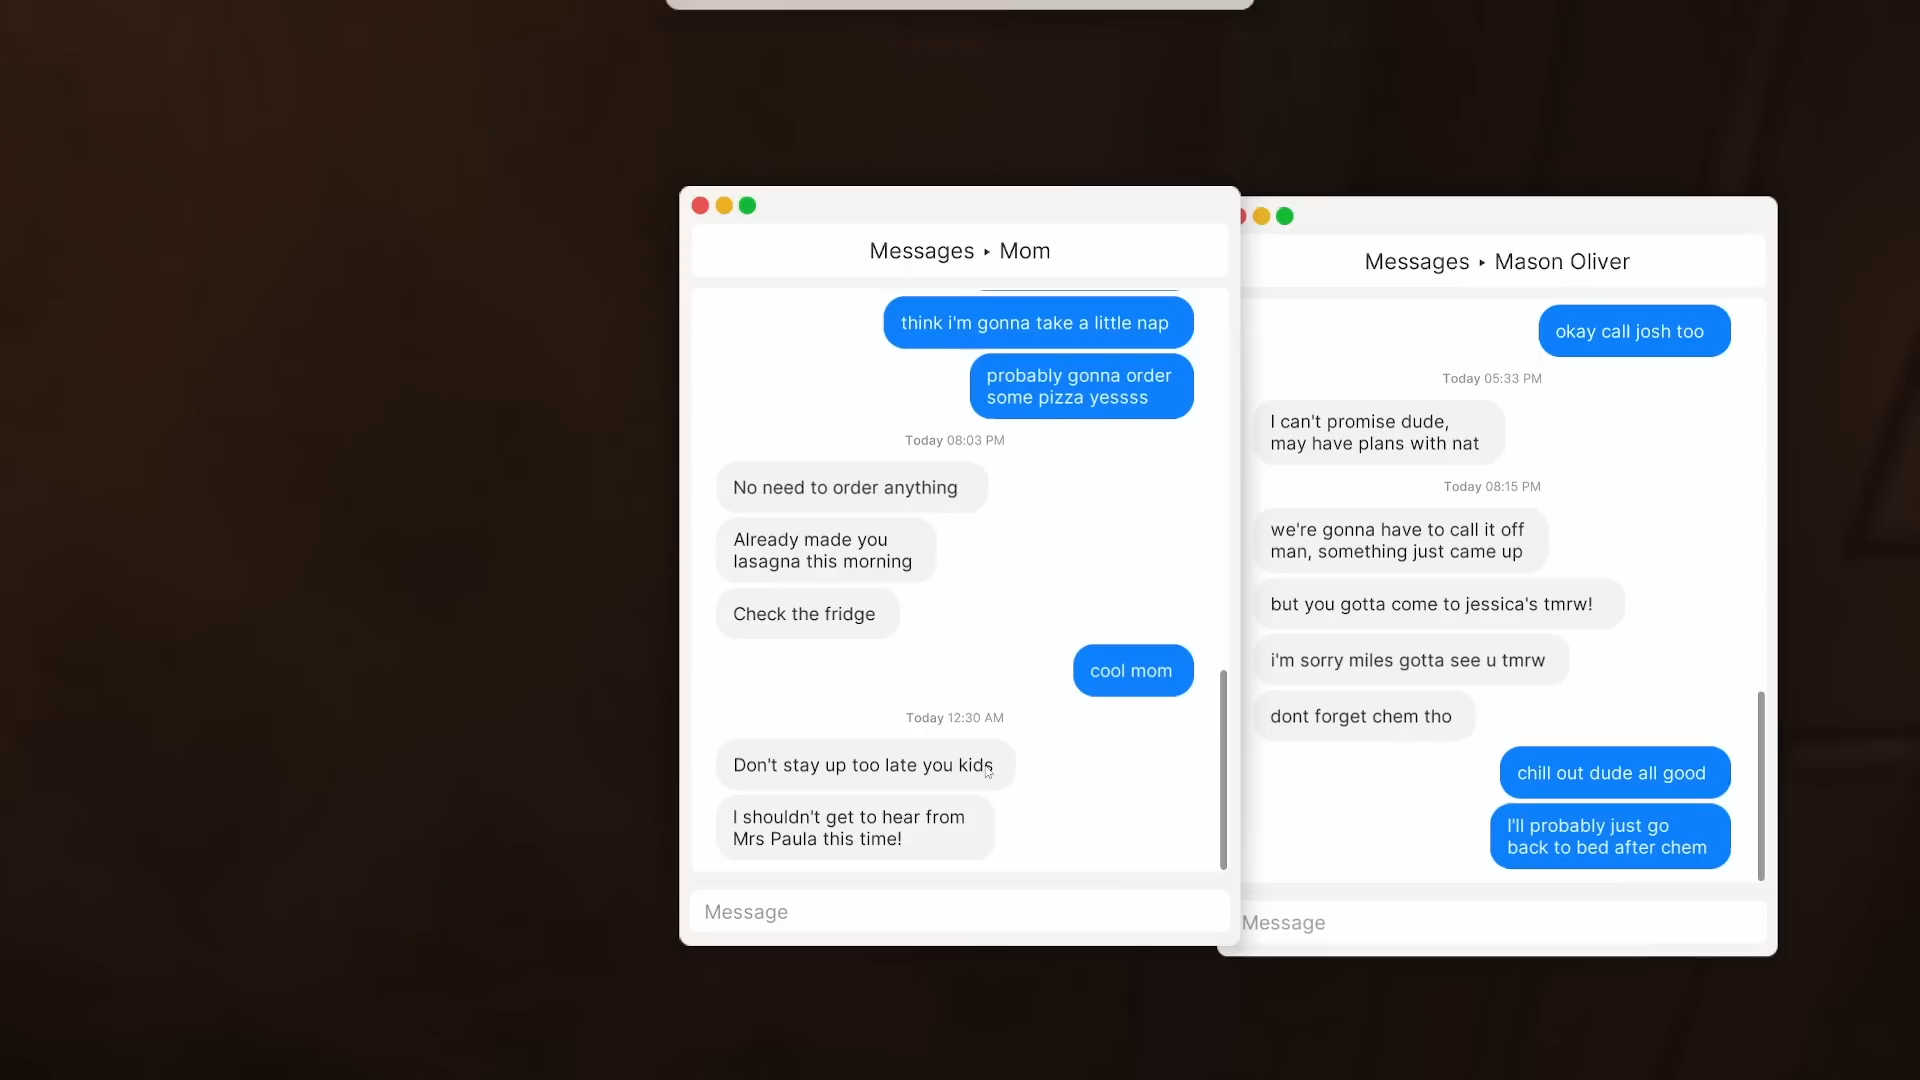 Messages ▸ Mom
think i'm gonna take a little nap
probably gonna order
some pizza yessss
Today 08:03 PM
No need to order anything
Already made you
lasagna this morning
Check the fridge
cool mom
Today 12:30 AM
Don't stay up too late you kids
I shouldn't get to hear from
Mrs Paula this time!
Message
Messages ▸ Mason Oliver
okay call josh too
Today 05:33 PM
I can't promise dude,
may have plans with nat
Today 08:15 PM
we're gonna have to call it off
man, something just came up
but you gotta come to jessica's tmrw!
i'm sorry miles gotta see u tmrw
dont forget chem tho
chill out dude all good
I'll probably just go
back to bed after chem
Message